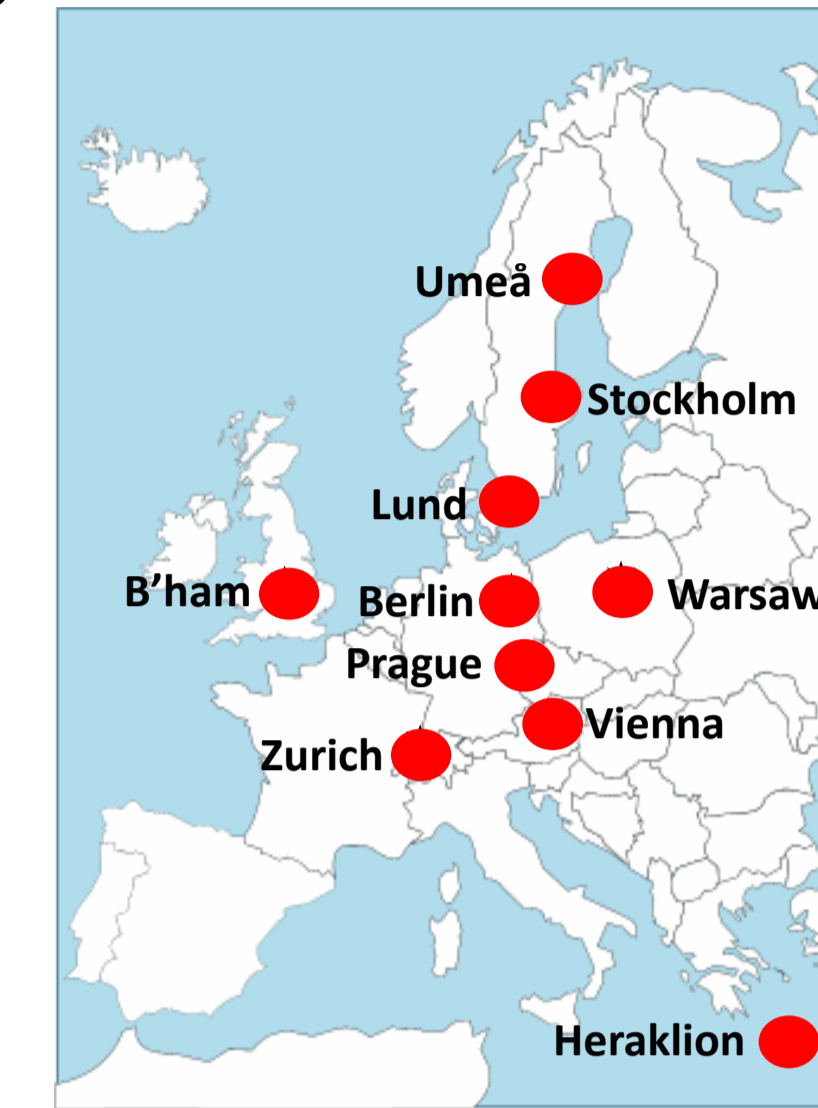 Umeå
Stockholm
Lund
B’ham
Berlin
Warsaw
Prague
Vienna
Zurich
Heraklion